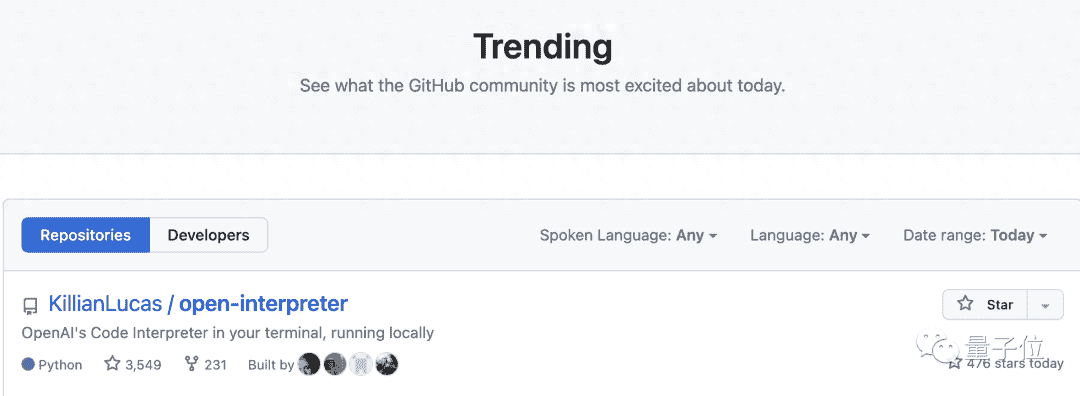 Trending
See what the GitHub community is most excited about today.
Repositories Developers Spoken Language: Any Language: Any Date range: Today
KillianLucas / open-interpreter Star
OpenAI's Code Interpreter in your terminal, running locally
Python 3,549 231 Built by 476 stars today
量子位